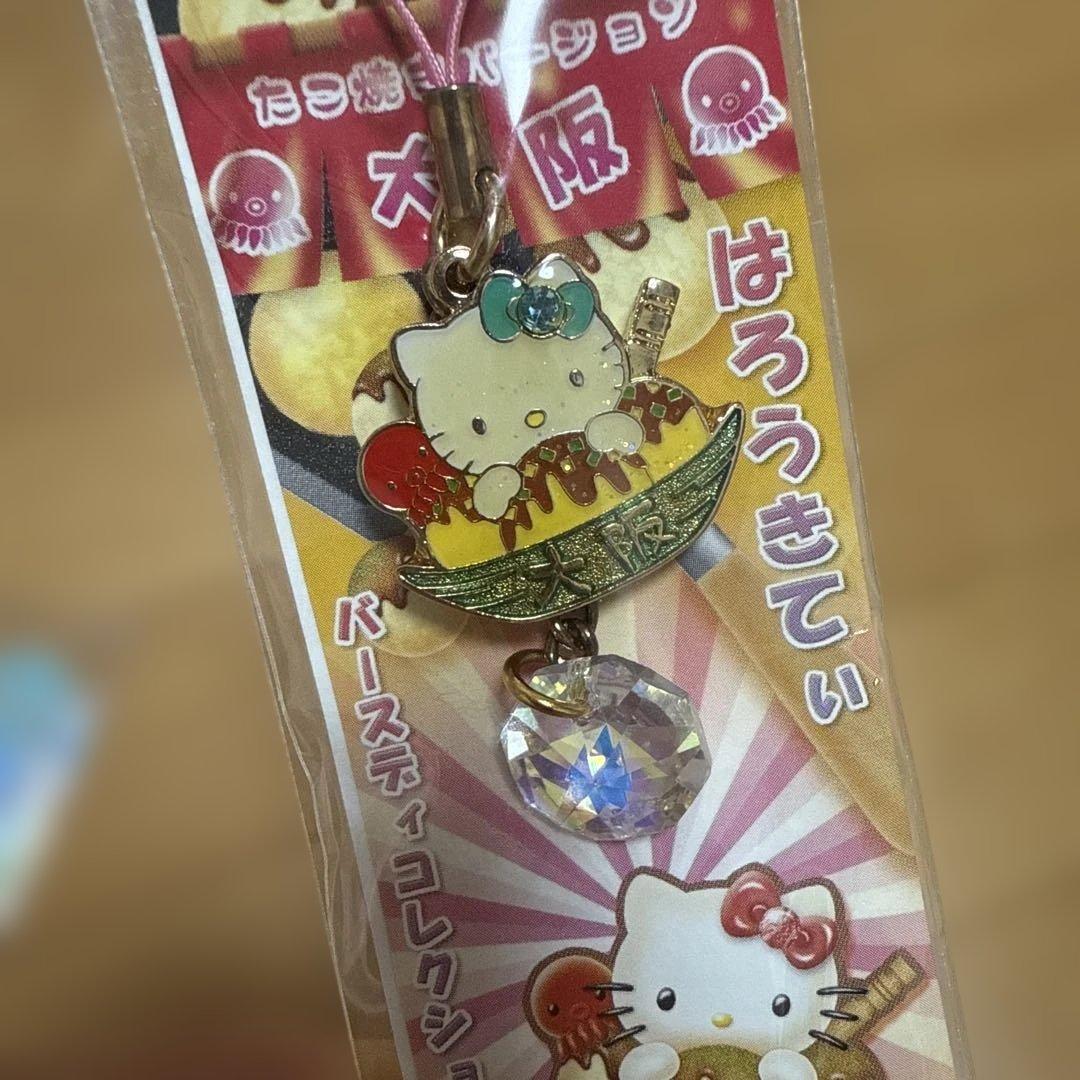 たこ焼きバージョン
大阪
はろうきてぃ
大阪
バースディコレクショ